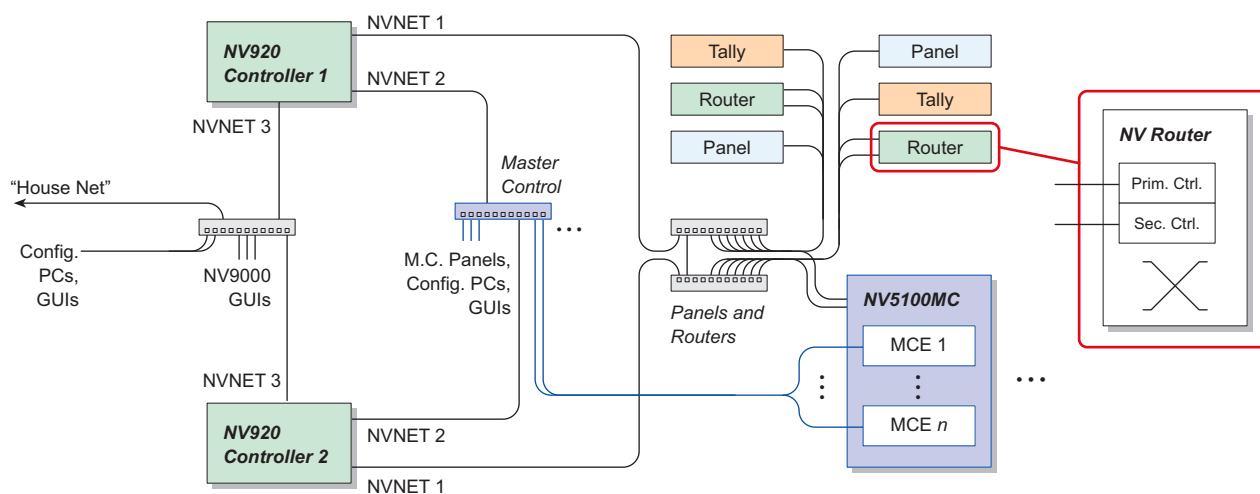 NV920
Controller 1
NVNET 1
NVNET 2
NVNET 3
“House Net”
Config.
PCs,
GUIs
NV9000
GUIs
Master
Control
...
M.C. Panels,
Config. PCs,
GUIs
NVNET 3
NV920
Controller 2
NVNET 2
NVNET 1
Tally
Router
Panel
Panel
Tally
Router
Panels and
Routers
NV5100MC
MCE 1
MCE n
...
NV Router
Prim. Ctrl.
Sec. Ctrl.